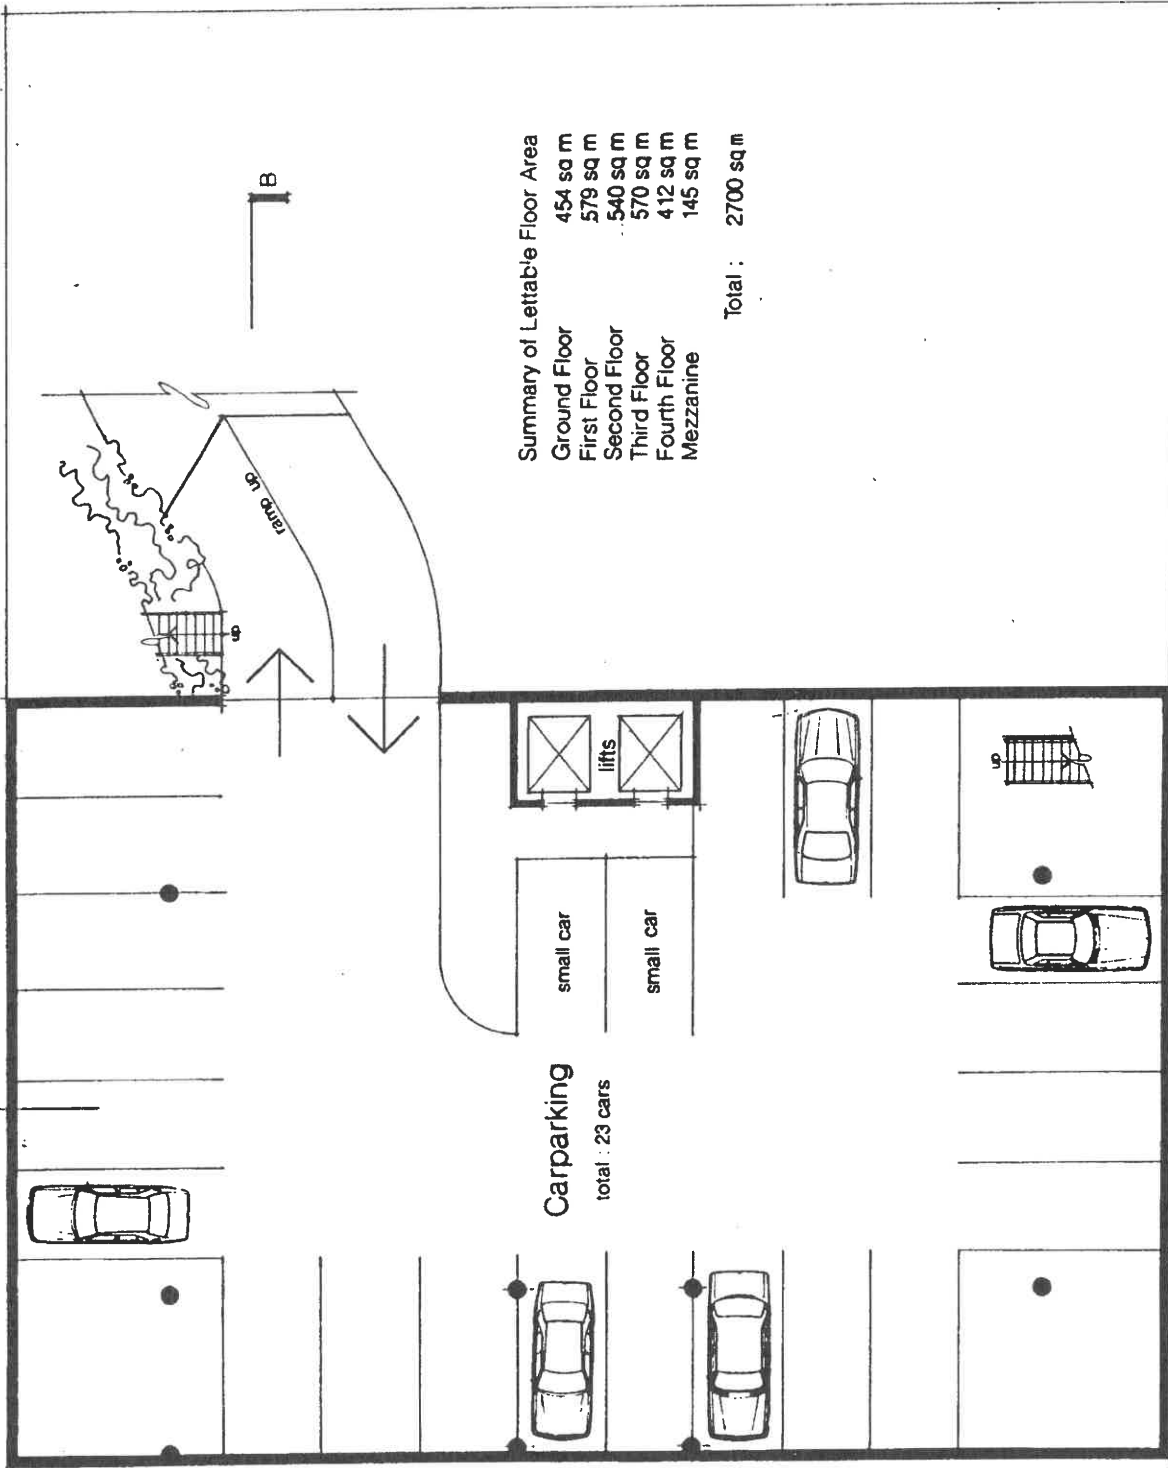 B
ramp up
up
Summary of Lettable Floor Area
Ground Floor 454 sq m
First Floor 579 sq m
Second Floor 540 sq m
Third Floor 570 sq m
Fourth Floor 412 sq m
Mezzanine 145 sq m
Total : 2700 sq m
lifts
up
small car
small car
Carparking
total : 23 cars